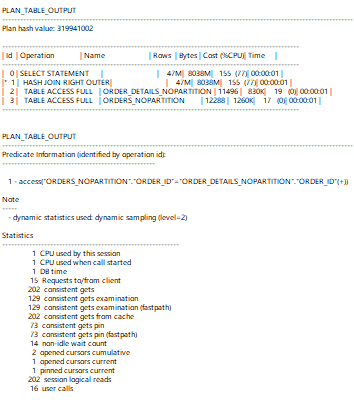 PLAN_TABLE_OUTPUT
Plan hash value: 319941002
| Id | Operation | Name | Rows | Bytes | Cost (%CPU)| Time |
| 0 | SELECT STATEMENT | | 47M| 8038M| 155 (77)| 00:00:01 |
|* 1 | HASH JOIN RIGHT OUTER| | 47M| 8038M| 155 (77)| 00:00:01 |
| 2 | TABLE ACCESS FULL | ORDER_DETAILS_NOPARTITION | 11496 | 830K| 19 (0)| 00:00:01 |
| 3 | TABLE ACCESS FULL | ORDERS_NOPARTITION | 12288 | 1260K| 17 (0)| 00:00:01 |
PLAN_TABLE_OUTPUT
Predicate Information (identified by operation id):
1 - access("ORDERS_NOPARTITION"."ORDER_ID"="ORDER_DETAILS_NOPARTITION"."ORDER_ID"(+))
Note
-----
- dynamic statistics used: dynamic sampling (level=2)
Statistics
1 CPU used by this session
1 CPU used when call started
1 DB time
15 Requests to/from client
202 consistent gets
129 consistent gets examination
129 consistent gets examination (fastpath)
202 consistent gets from cache
73 consistent gets pin
73 consistent gets pin (fastpath)
14 non-idle wait count
2 opened cursors cumulative
1 opened cursors current
1 pinned cursors current
202 session logical reads
16 user calls